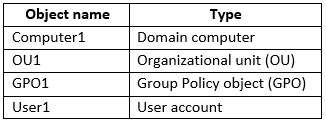 Object name Type
Computer1 Domain computer
OU1 Organizational unit (OU)
GPO1 Group Policy object (GPO)
User1 User account